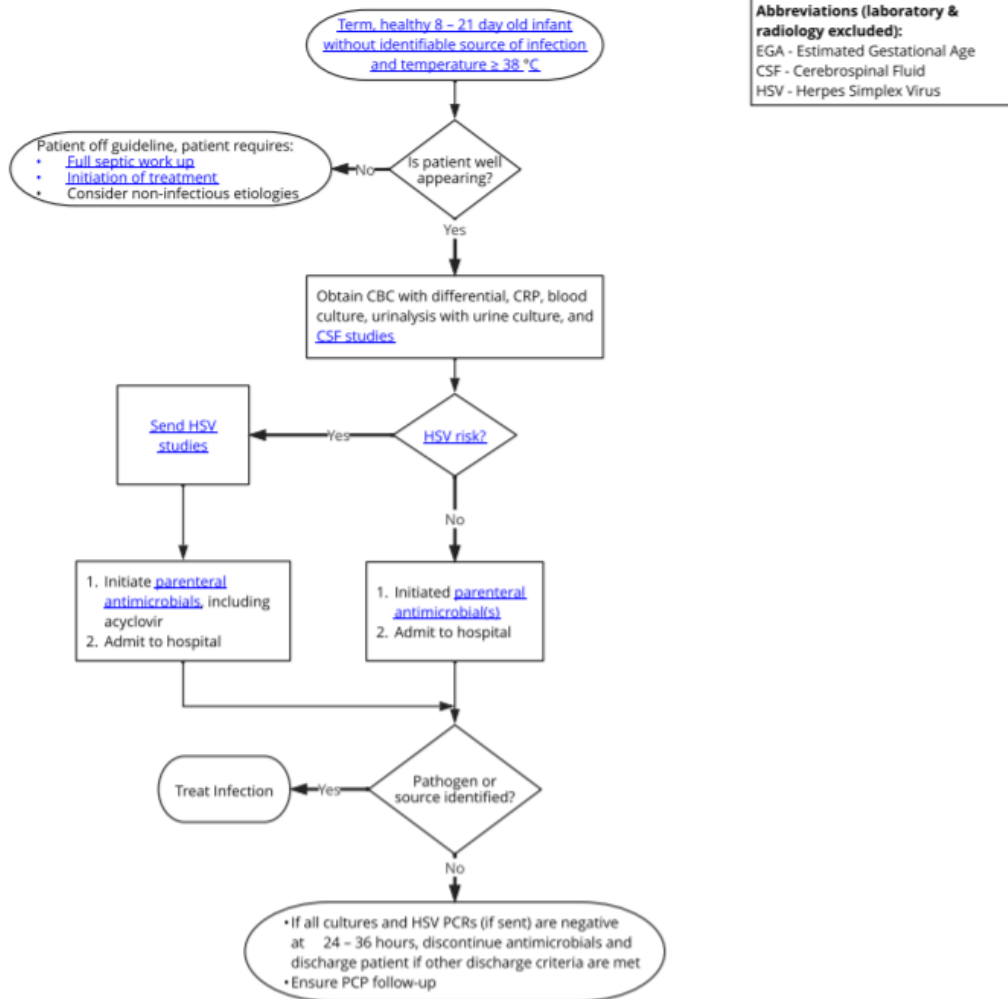 Term, healthy 8 – 21 day old infant
without identifiable source of infection
and temperature ≥ 38 °C
Abbreviations (laboratory &
radiology excluded):
EGA - Estimated Gestational Age
CSF - Cerebrospinal Fluid
HSV - Herpes Simplex Virus
Patient off guideline, patient requires:
• Full septic work up
• Initiation of treatment
• Consider non-infectious etiologies
No
Is patient well
appearing?
Yes
Obtain CBC with differential, CRP, blood
culture, urinalysis with urine culture, and
CSF studies
Send HSV
studies
Yes
HSV risk?
No
1. Initiate parenteral
antimicrobials, including
acyclovir
2. Admit to hospital
1. Initiated parenteral
antimicrobial(s)
2. Admit to hospital
Treat Infection
Yes
Pathogen or
source identified?
No
• If all cultures and HSV PCRs (if sent) are negative
at 24 – 36 hours, discontinue antimicrobials and
discharge patient if other discharge criteria are met
• Ensure PCP follow-up